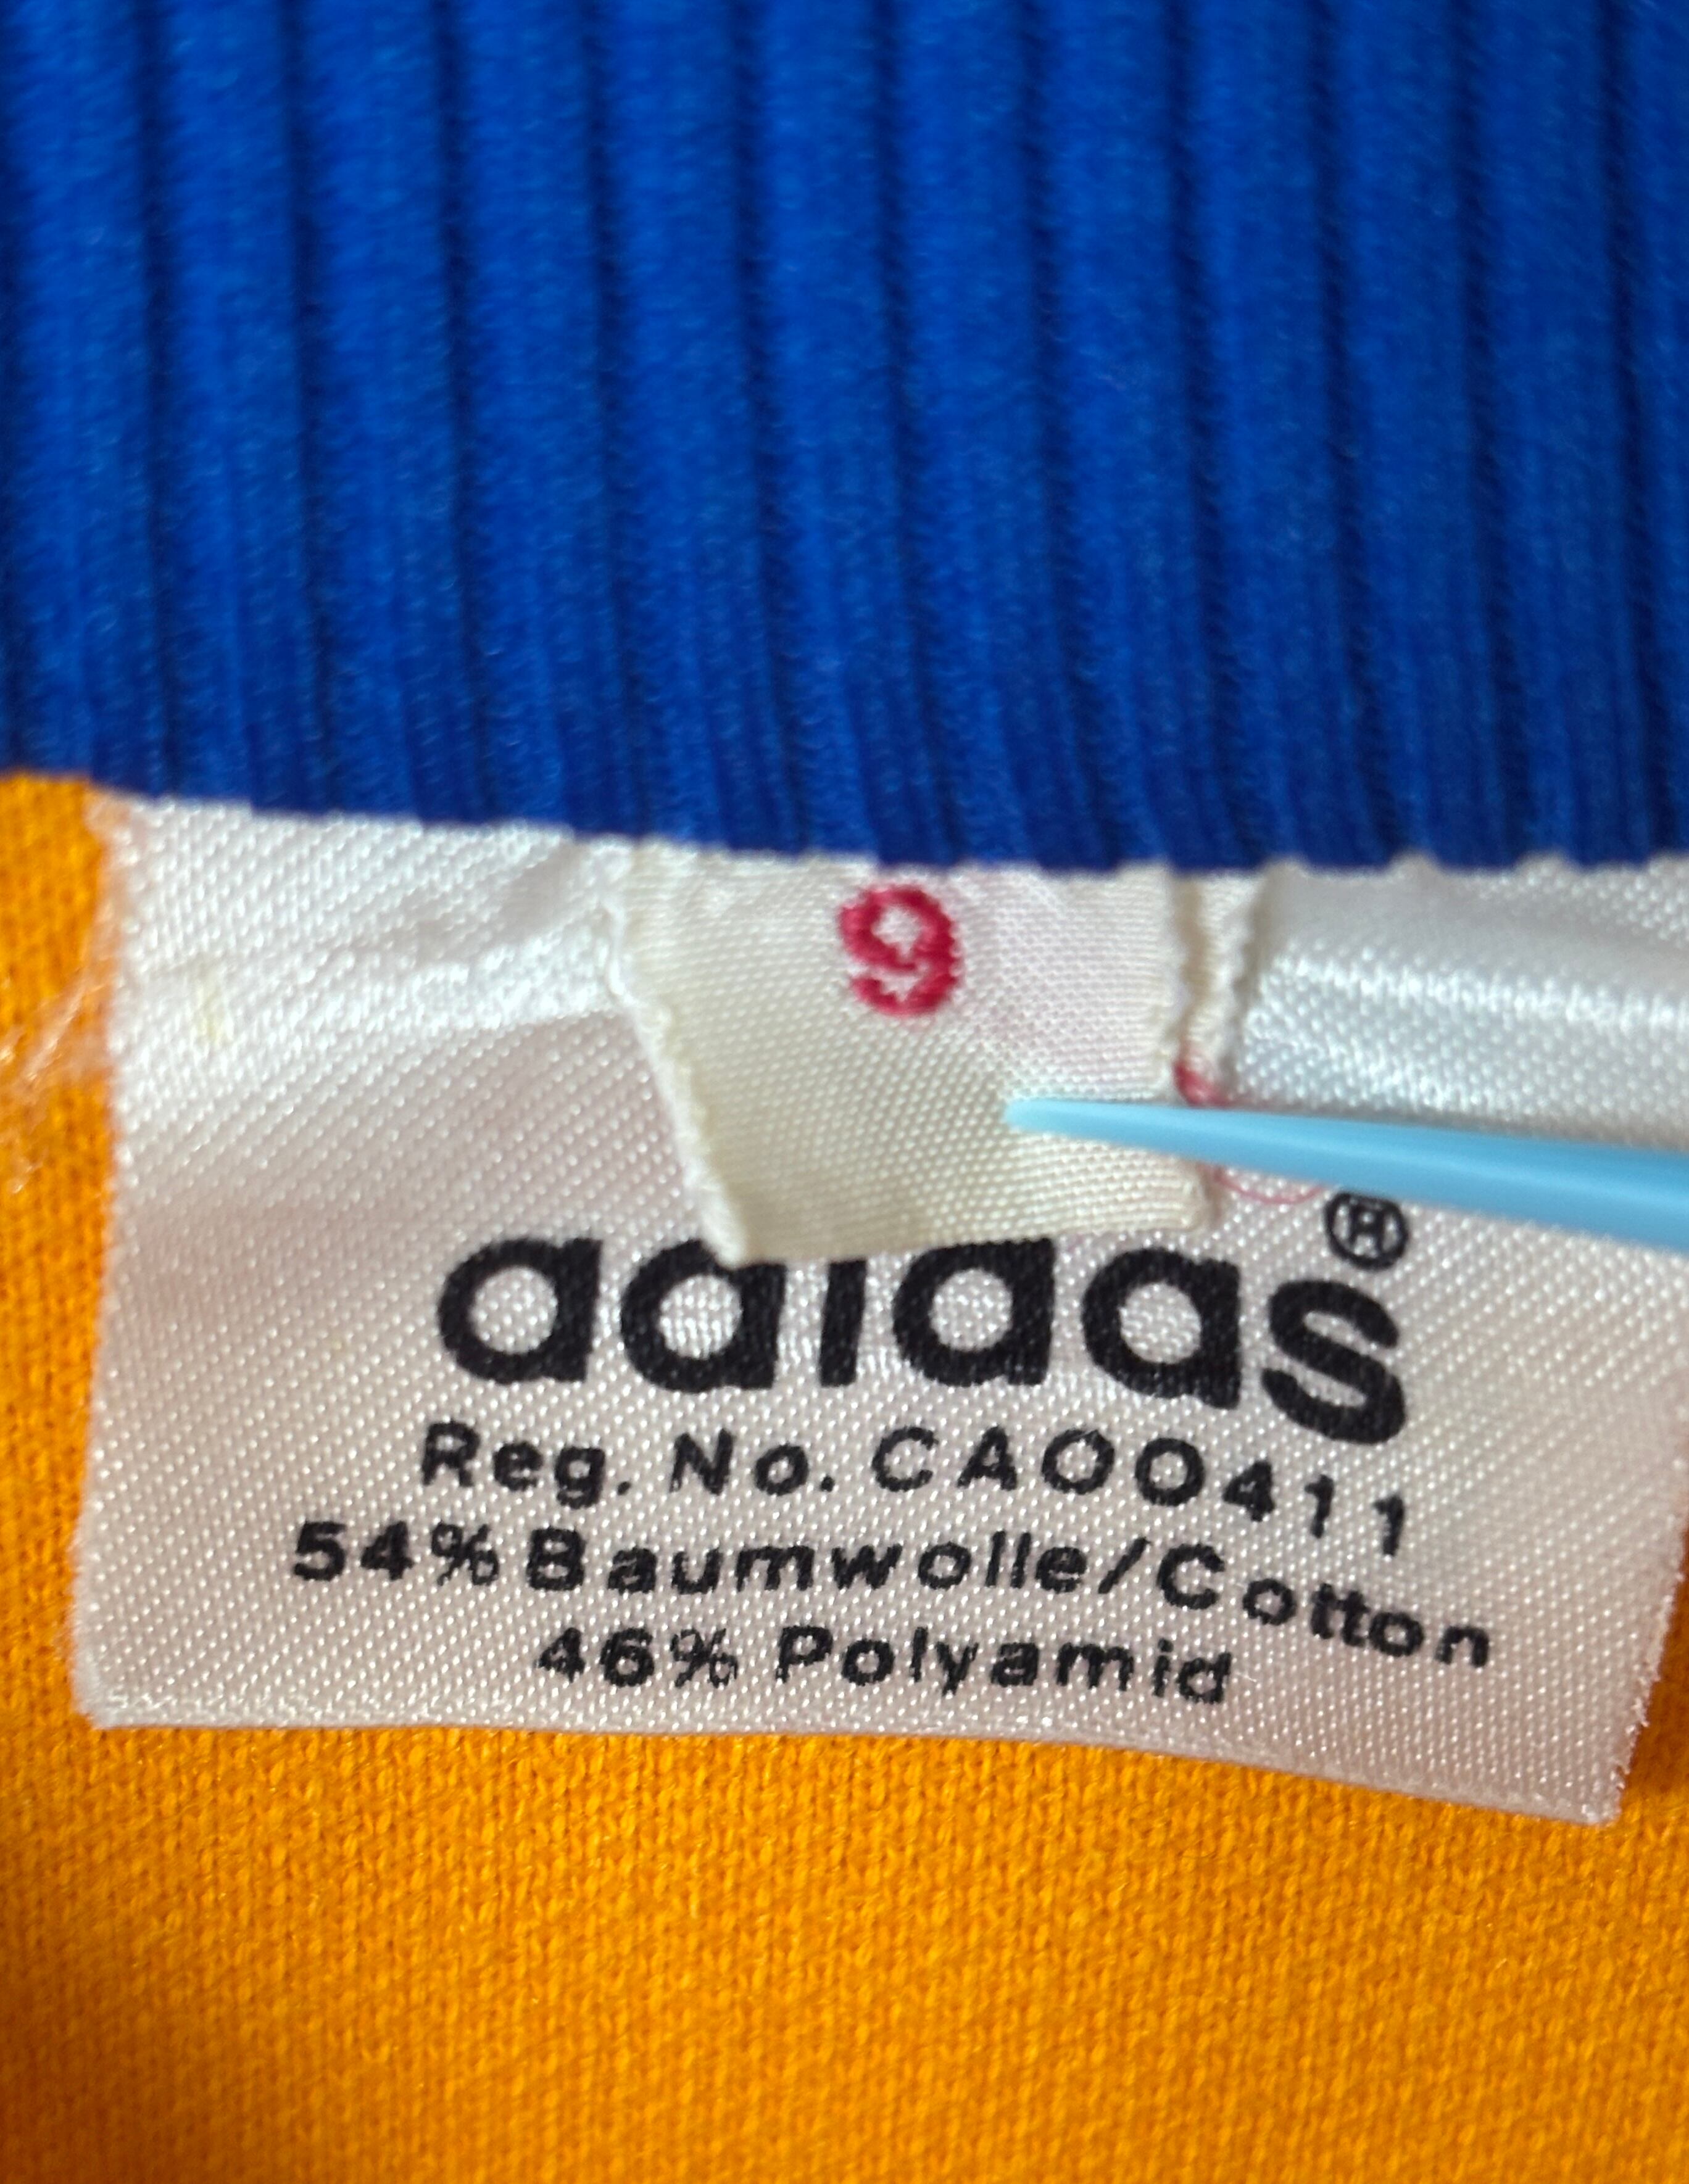 9
adidas®
Reg. No. CA00411
54% Baumwolle/Cotton
46% Polyamid